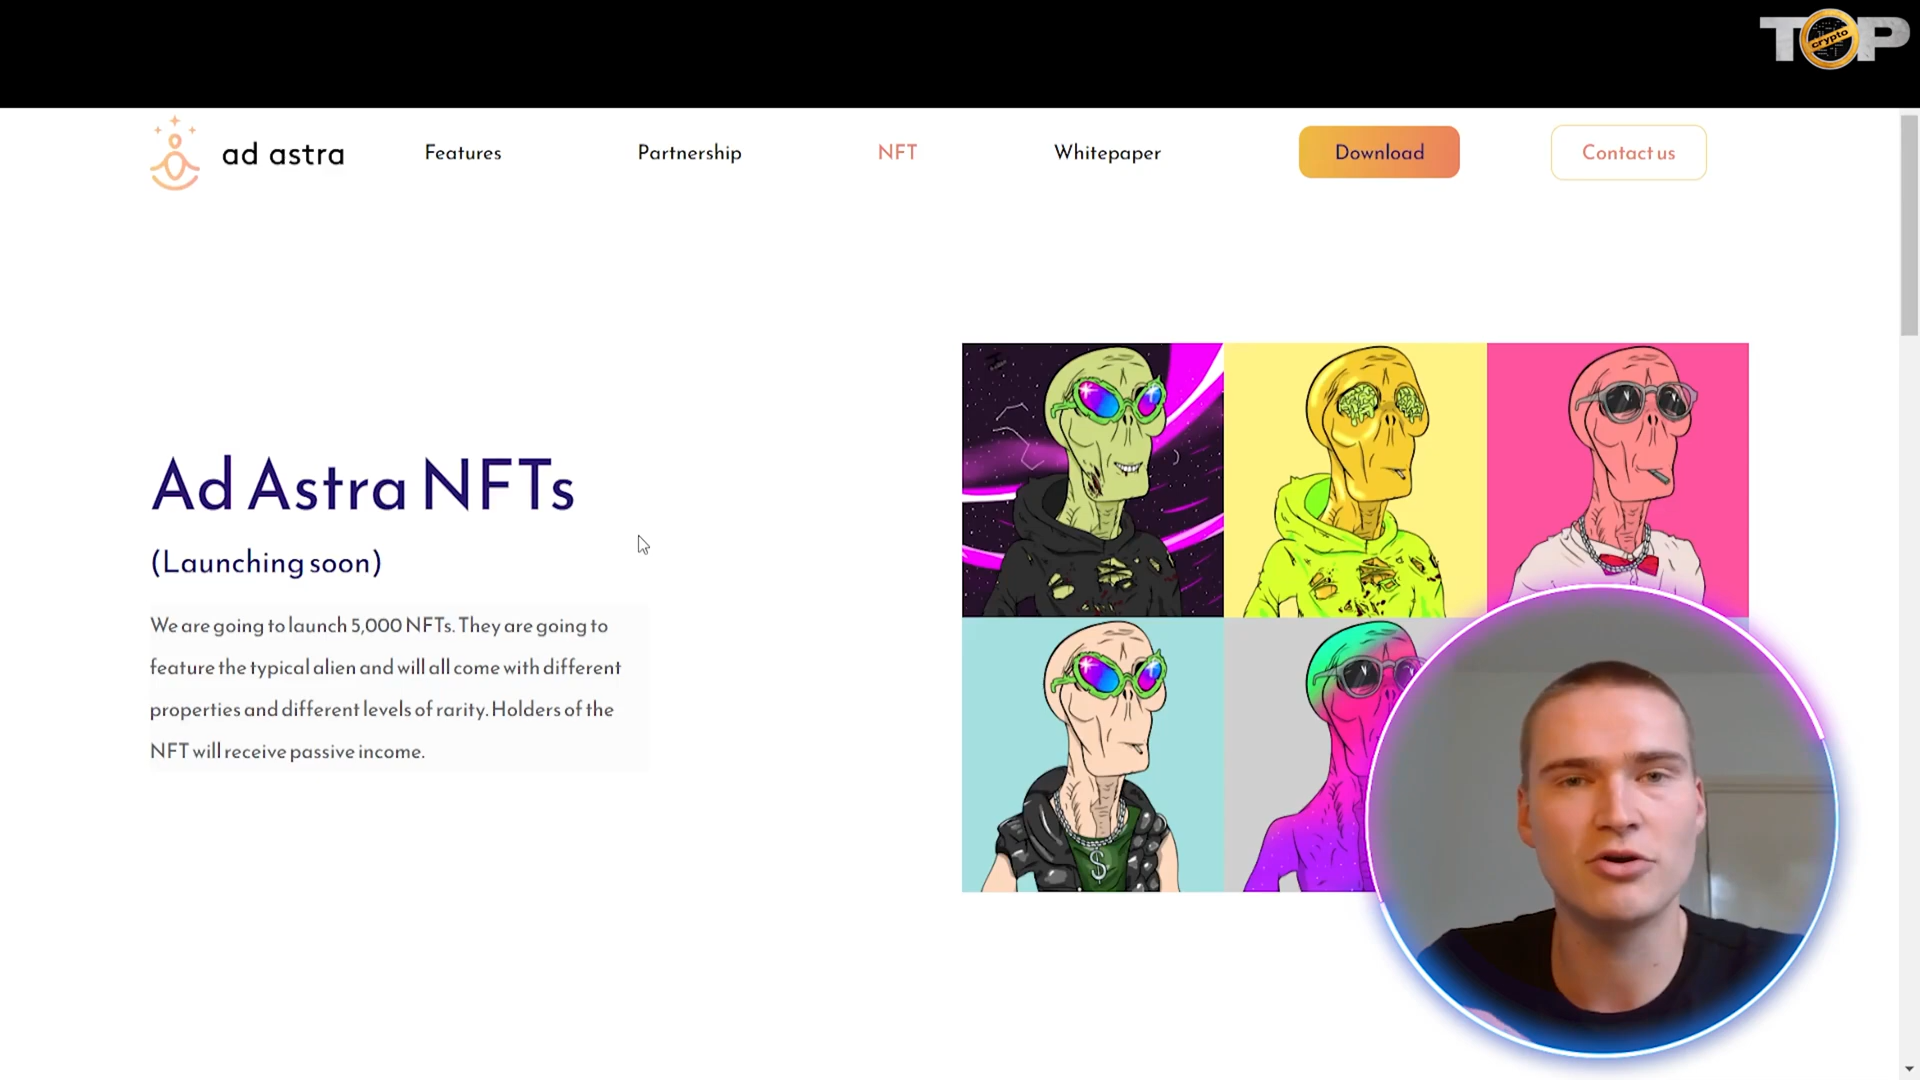 TOP
crypto
ad astra
Features
Partnership
NFT
Whitepaper
Download
Contact us
Ad Astra NFTs
(Launching soon)
We are going to launch 5,000 NFTs. They are going to
feature the typical alien and will all come with different
properties and different levels of rarity. Holders of the
NFT will receive passive income.
$